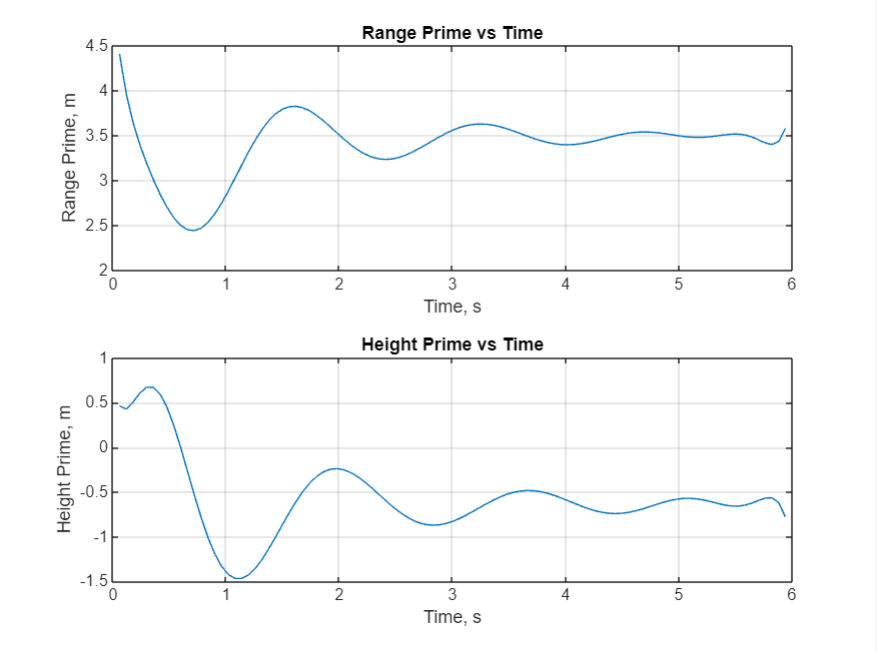 Range Prime vs Time
4.5
4
3.5
3
2.5
2
Range Prime, m
0 1 2 3 4 5 6
Time, s
Height Prime vs Time
1
0.5
0
-0.5
-1
-1.5
Height Prime, m
0 1 2 3 4 5 6
Time, s